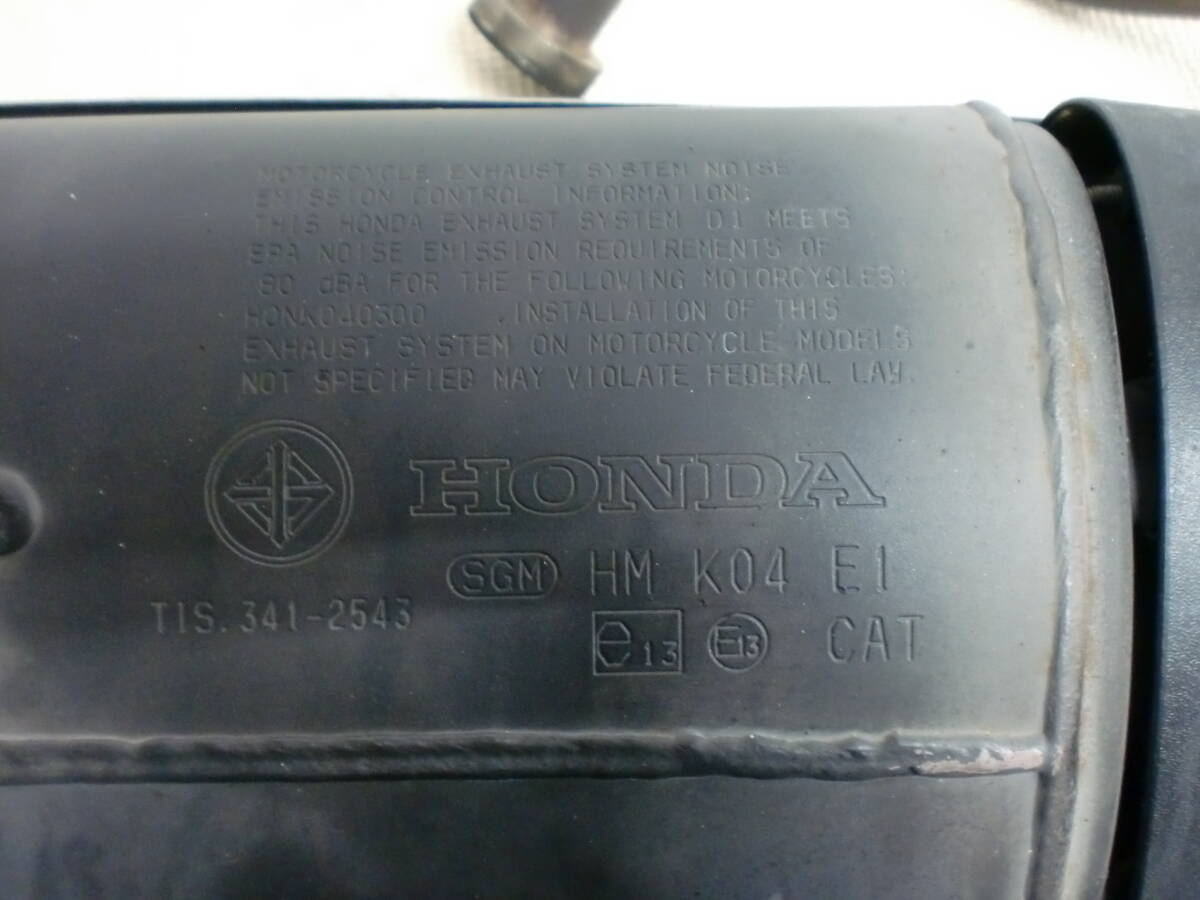 MOTORCYCLE EXHAUST SYSTEM NOISE
EMISSION CONTROL INFORMATION:
THIS HONDA EXHAUST SYSTEM D1 MEETS
EPA NOISE EMISSION REQUIREMENTS OF
80 dBA FOR THE FOLLOWING MOTORCYCLES:
HONK040300 .INSTALLATION OF THIS
EXHAUST SYSTEM ON MOTORCYCLE MODELS
NOT SPECIFIED MAY VIOLATE FEDERAL LAW.
HONDA
SGM HM K04 E1
TIS.341-2543
e13 E13 CAT